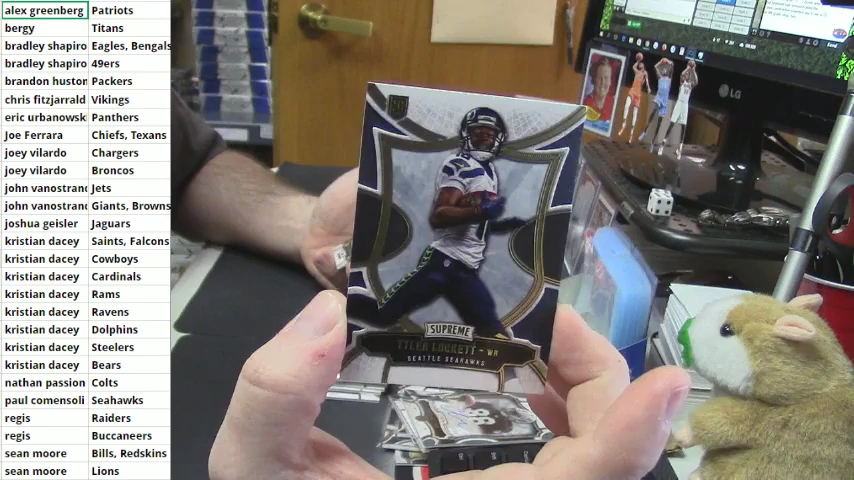 alex greenberg Patriots
bergy Titans
bradley shapiro Eagles, Bengals
bradley shapiro 49ers
brandon huston Packers
chris fitzjarrald Vikings
eric urbanowsk Panthers
Joe Ferrara Chiefs, Texans
joey vilardo Chargers
joey vilardo Broncos
john vanostrand Jets
john vanostrand Giants, Browns
joshua geisler Jaguars
kristian dacey Saints, Falcons
kristian dacey Cowboys
kristian dacey Cardinals
kristian dacey Rams
kristian dacey Ravens
kristian dacey Dolphins
kristian dacey Steelers
kristian dacey Bears
nathan passion Colts
paul comensoli Seahawks
regis Raiders
regis Buccaneers
sean moore Bills, Redskins
sean moore Lions
SUPREME
TYLER LOCKETT - WR
SEATTLE SEAHAWKS
LG